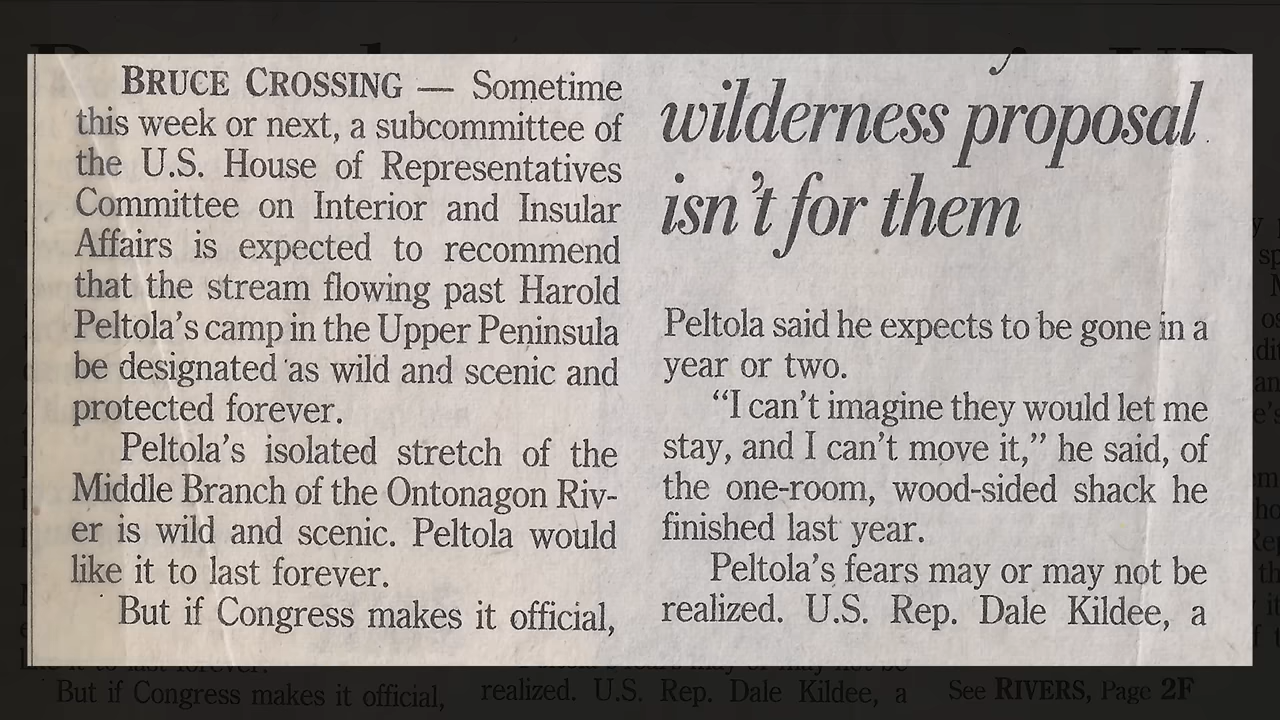 BRUCE CROSSING — Sometime
this week or next, a subcommittee of
the U.S. House of Representatives
Committee on Interior and Insular
Affairs is expected to recommend
that the stream flowing past Harold
Peltola's camp in the Upper Peninsula
be designated as wild and scenic and
protected forever.
Peltola's isolated stretch of the
Middle Branch of the Ontonagon Riv-
er is wild and scenic. Peltola would
like it to last forever.
But if Congress makes it official,
wilderness proposal
isn't for them
Peltola said he expects to be gone in a
year or two.
“I can't imagine they would let me
stay, and I can't move it,” he said, of
the one-room, wood-sided shack he
finished last year.
Peltola's fears may or may not be
realized. U.S. Rep. Dale Kildee, a
But if Congress makes it official,
realized. U.S. Rep. Dale Kildee, a
See RIVERS, Page 2F